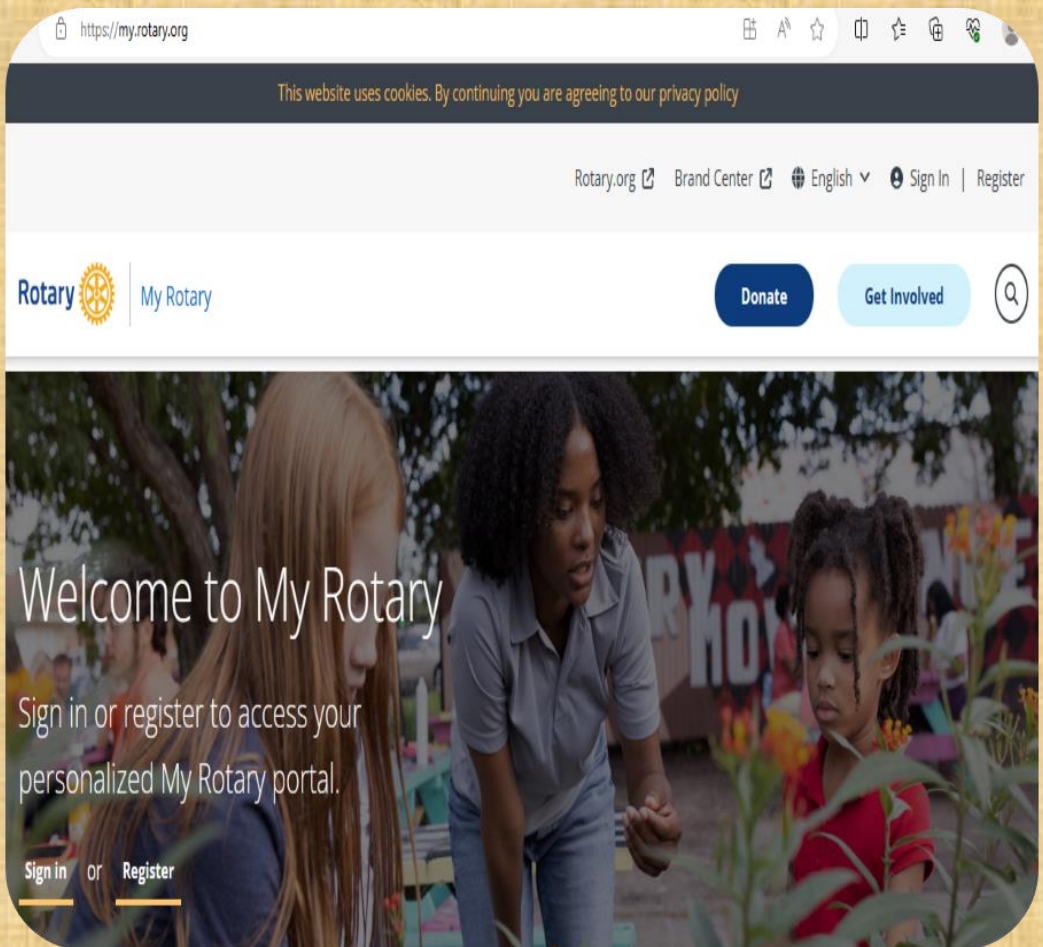 https://my.rotary.org
This website uses cookies. By continuing you are agreeing to our privacy policy
Rotary.org Brand Center English Sign In | Register
Rotary My Rotary Donate Get Involved
Welcome to My Rotary
Sign in or register to access your
personalized My Rotary portal.
Sign in or Register